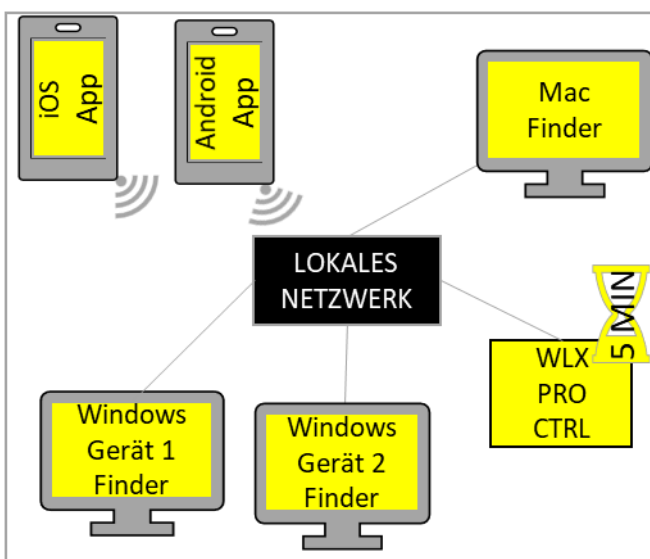 iOS
App
Android
App
Mac
Finder
LOKALES
NETZWERK
5 MIN
WLX
PRO
CTRL
Windows
Gerät 1
Finder
Windows
Gerät 2
Finder